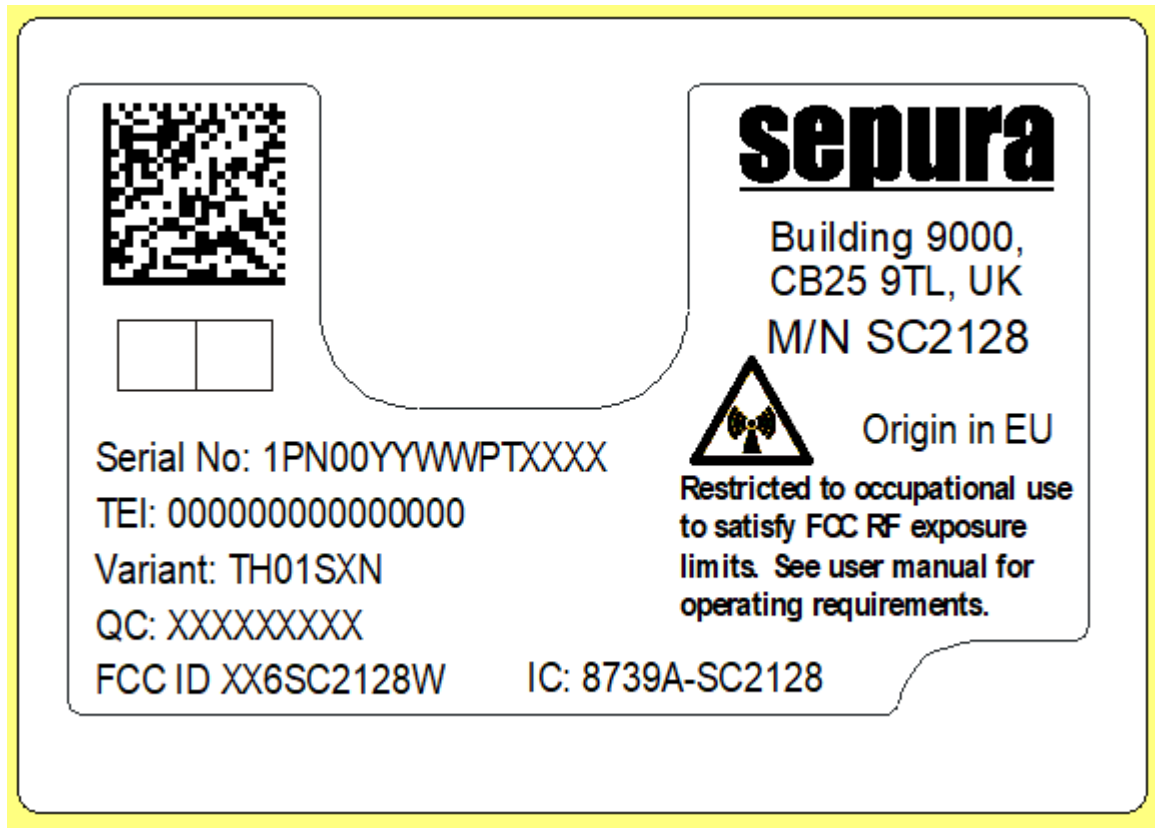 sepura
Building 9000,
CB25 9TL, UK
M/N SC2128
Origin in EU
Restricted to occupational use
to satisfy FCC RF exposure
limits. See user manual for
operating requirements.
Serial No: 1PN00YYWWPTXXXX
TEI: 000000000000000
Variant: TH01SXN
QC: XXXXXXXXX
FCC ID XX6SC2128W
IC: 8739A-SC2128